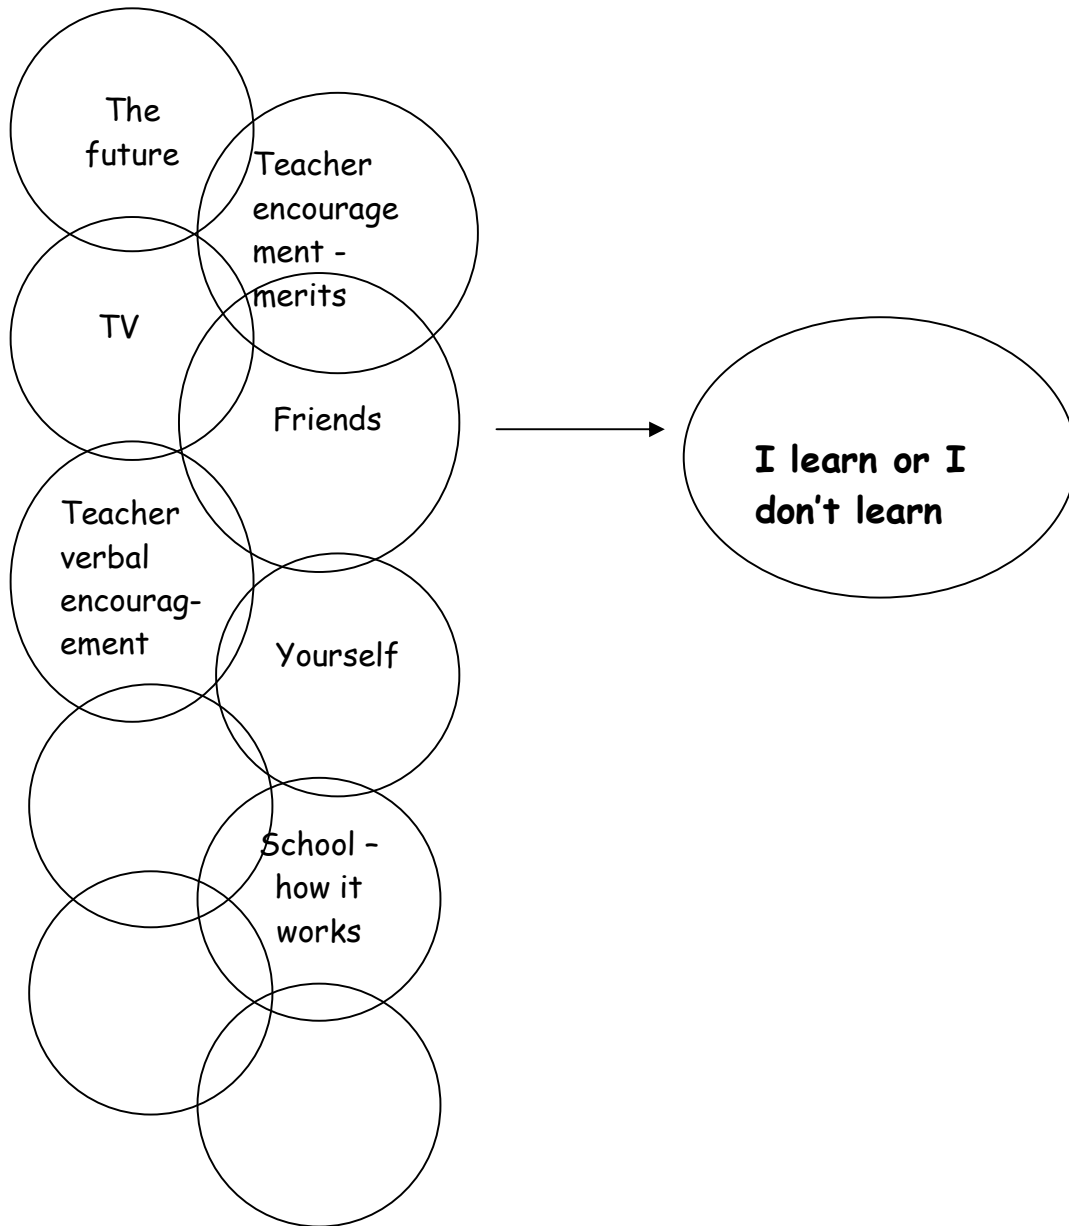 The
future
Teacher
encourage
ment -
merits
TV
Friends
I learn or I
don't learn
Teacher
verbal
encourag-
ement
Yourself
School –
how it
works